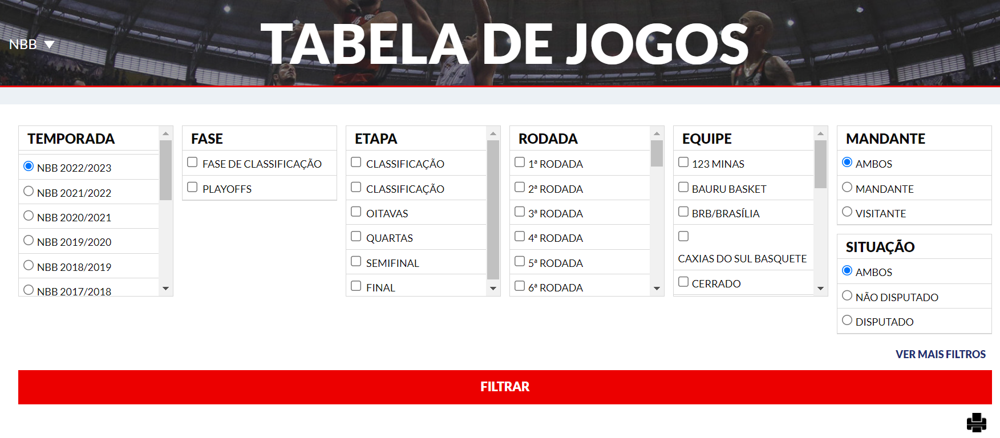 NBB
TABELA DE JOGOS
TEMPORADA
NBB 2022/2023
NBB 2021/2022
NBB 2020/2021
NBB 2019/2020
NBB 2018/2019
NBB 2017/2018
FASE
FASE DE CLASSIFICAÇÃO
PLAYOFFS
ETAPA
CLASSIFICAÇÃO
CLASSIFICAÇÃO
OITAVAS
QUARTAS
SEMIFINAL
FINAL
RODADA
1ª RODADA
2ª RODADA
3ª RODADA
4ª RODADA
5ª RODADA
6ª RODADA
EQUIPE
123 MINAS
BAURU BASKET
BRB/BRASÍLIA
CAXIAS DO SUL BASQUETE
CERRADO
MANDANTE
AMBOS
MANDANTE
VISITANTE
SITUAÇÃO
AMBOS
NÃO DISPUTADO
DISPUTADO
VER MAIS FILTROS
FILTRAR